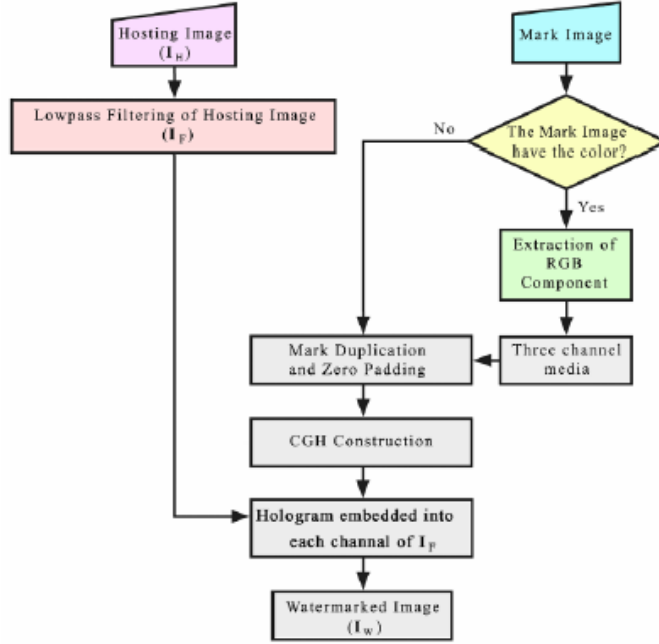 Hosting Image
(I_H)
Mark Image
Lowpass Filtering of Hosting Image
(I_F)
No
The Mark Image
have the color?
Yes
Extraction of
RGB
Component
Mark Duplication
and Zero Padding
Three channel
media
CGH Construction
Hologram embedded into
each channel of I_F
Watermarked Image
(I_W)